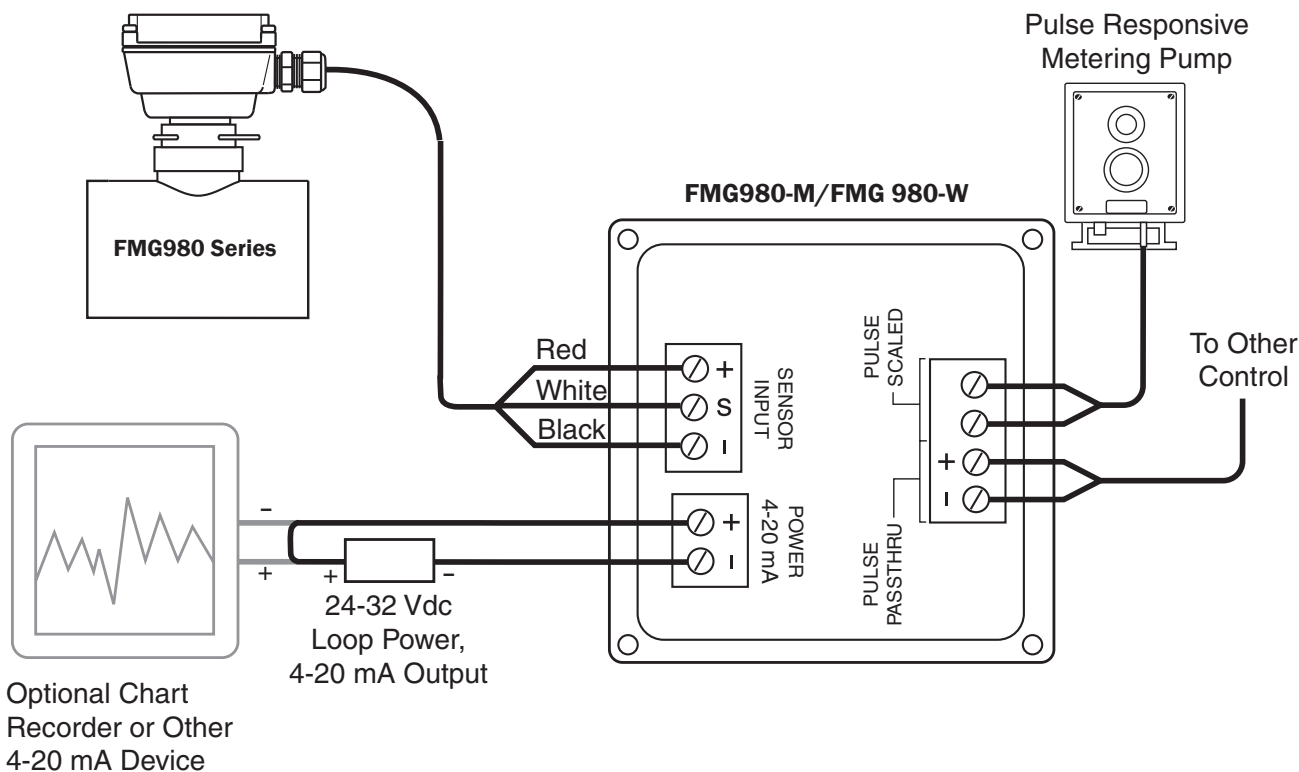 Pulse Responsive
Metering Pump
FMG980-M/FMG 980-W
FMG980 Series
PULSE
SCALED
To Other
Control
Red
White
Black
+
S
-
SENSOR
INPUT
+
-
PULSE
PASSTHRU
+
-
POWER
4-20 mA
-
+
+
-
24-32 Vdc
Loop Power,
4-20 mA Output
Optional Chart
Recorder or Other
4-20 mA Device